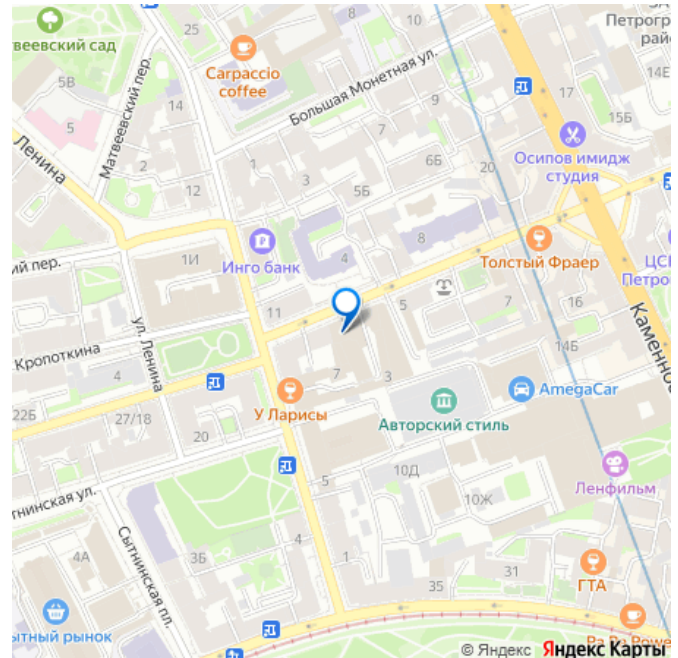 Петрогр
райо
25
10
14Е
веевский сад
Carpaccio
coffee
Большая Монетная ул.
5В
17
15Б
14
9
7
5
Матвеевский пер.
Ленина
2
12
1
3
5Б
6Б
20
Осипов имидж
студия
1И
Инго банк
4
8
Толстый Фраер
ЦСК
Петро
ий пер.
11
5
7
16
ул. Ленина
Кропоткина
4
7
3
14Б
Каменноо
22Б
27/18
20
У Ларисы
Авторский стиль
AmegaCar
5
10Д
10Ж
Ленфильм
тнинская ул.
Сытнинская пл.
4А
3Б
4
1
35
31
ГТА
ытный рынок
© Яндекс Яндекс Карты